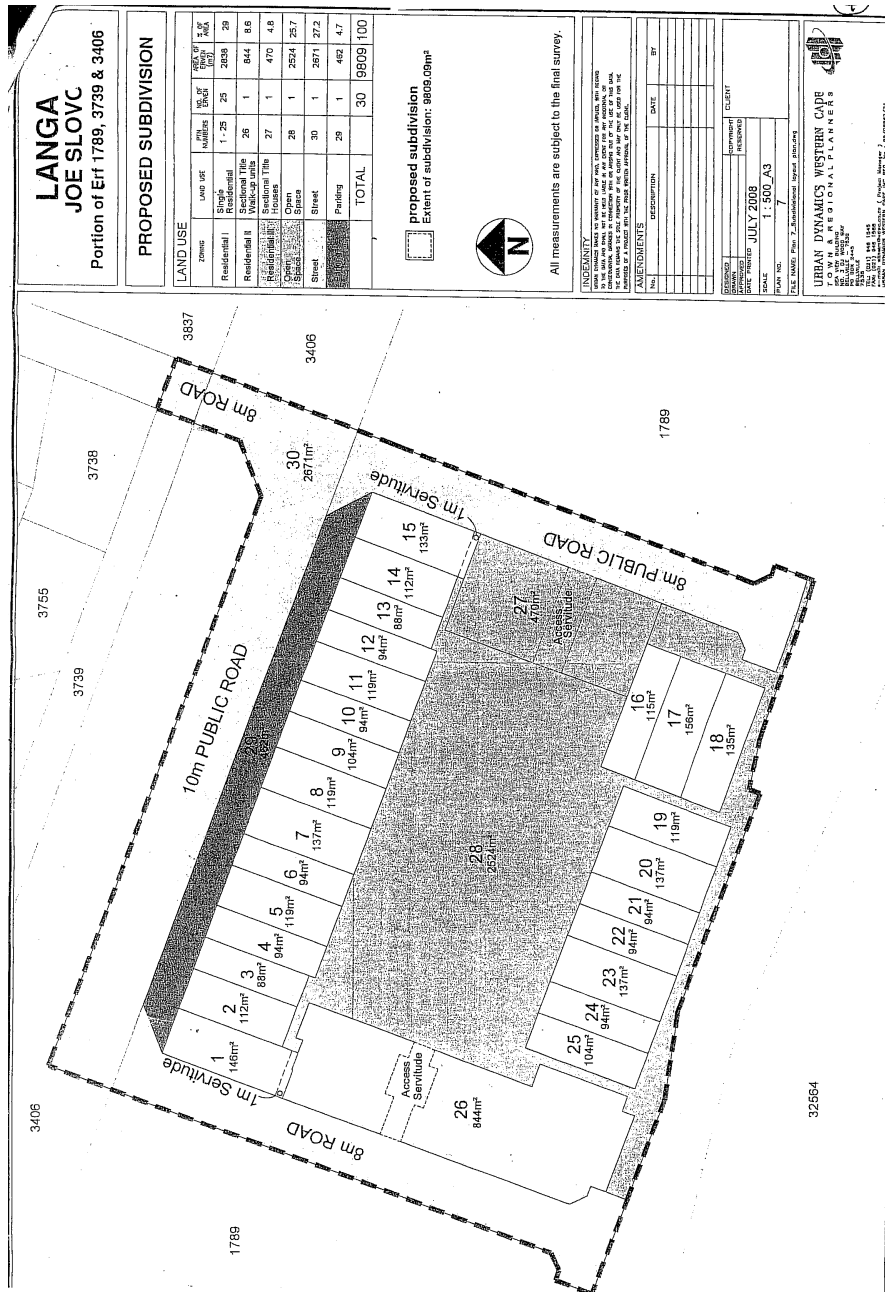 LANGA
JOE SLOVC
Portion of Erf 1789, 3739 & 3406
PROPOSED SUBDIVISION
LAND USE
ZONING LAND USE PTN NUMBERS NO. OF ERVEN AREA OF ERVEN (m²) % OF AREA
Residential I Single Residential 1 - 25 25 2838 29
Residential II Sectional Title Walk-up units 26 1 844 8.6
Residential II Sectional Title Houses 27 1 470 4.8
Open Space Open Space 28 1 2524 25.7
Street Street 30 1 2671 27.2
Parking 29 1 462 4.7
TOTAL 30 9809 100
proposed subdivision
Extent of subdivision: 9809.09m²
N
All measurements are subject to the final survey.
INDEMNITY
AMENDMENTS
No. DESCRIPTION DATE BY
DESIGNED
DRAWN
APPROVED
COPYRIGHT RESERVED
CLIENT
DATE PRINTED JULY 2008
SCALE 1 : 500_A3
PLAN NO. 7
FILE NAME: Plan 7_Subdivisional layout plan.dwg
URBAN DYNAMICS WESTERN CAPE
TOWN & REGIONAL PLANNERS
3406
3739
3755
3738
3837
3406
1789
1789
32564
10m PUBLIC ROAD
8m ROAD
30
2671m²
8m ROAD
8m PUBLIC ROAD
1m Servitude
1m Servitude
1
146m²
2
112m²
3
88m²
4
94m²
5
119m²
6
94m²
7
137m²
8
119m²
9
104m²
10
94m²
11
119m²
12
94m²
13
88m²
14
112m²
15
133m²
16
115m²
17
156m²
18
135m²
19
119m²
20
137m²
21
94m²
22
94m²
23
137m²
24
94m²
25
104m²
26
844m²
Access
Servitude
27
470m²
Access
Servitude
28
2524m²